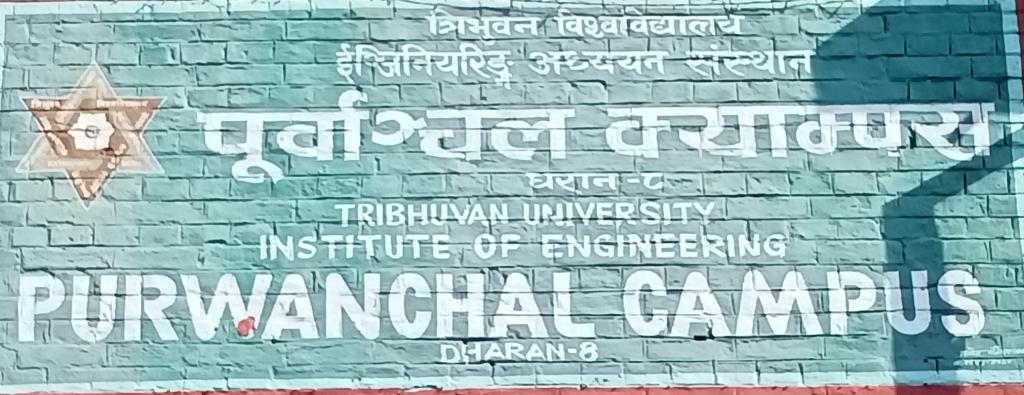 त्रिभुवन विश्वविद्यालय
ईन्जिनियरिङ्ग अध्ययन संस्थान
पूर्वाञ्चल क्याम्पस
धरान-८
TRIBHUVAN UNIVERSITY
INSTITUTE OF ENGINEERING
PURWANCHAL CAMPUS
DHARAN-8